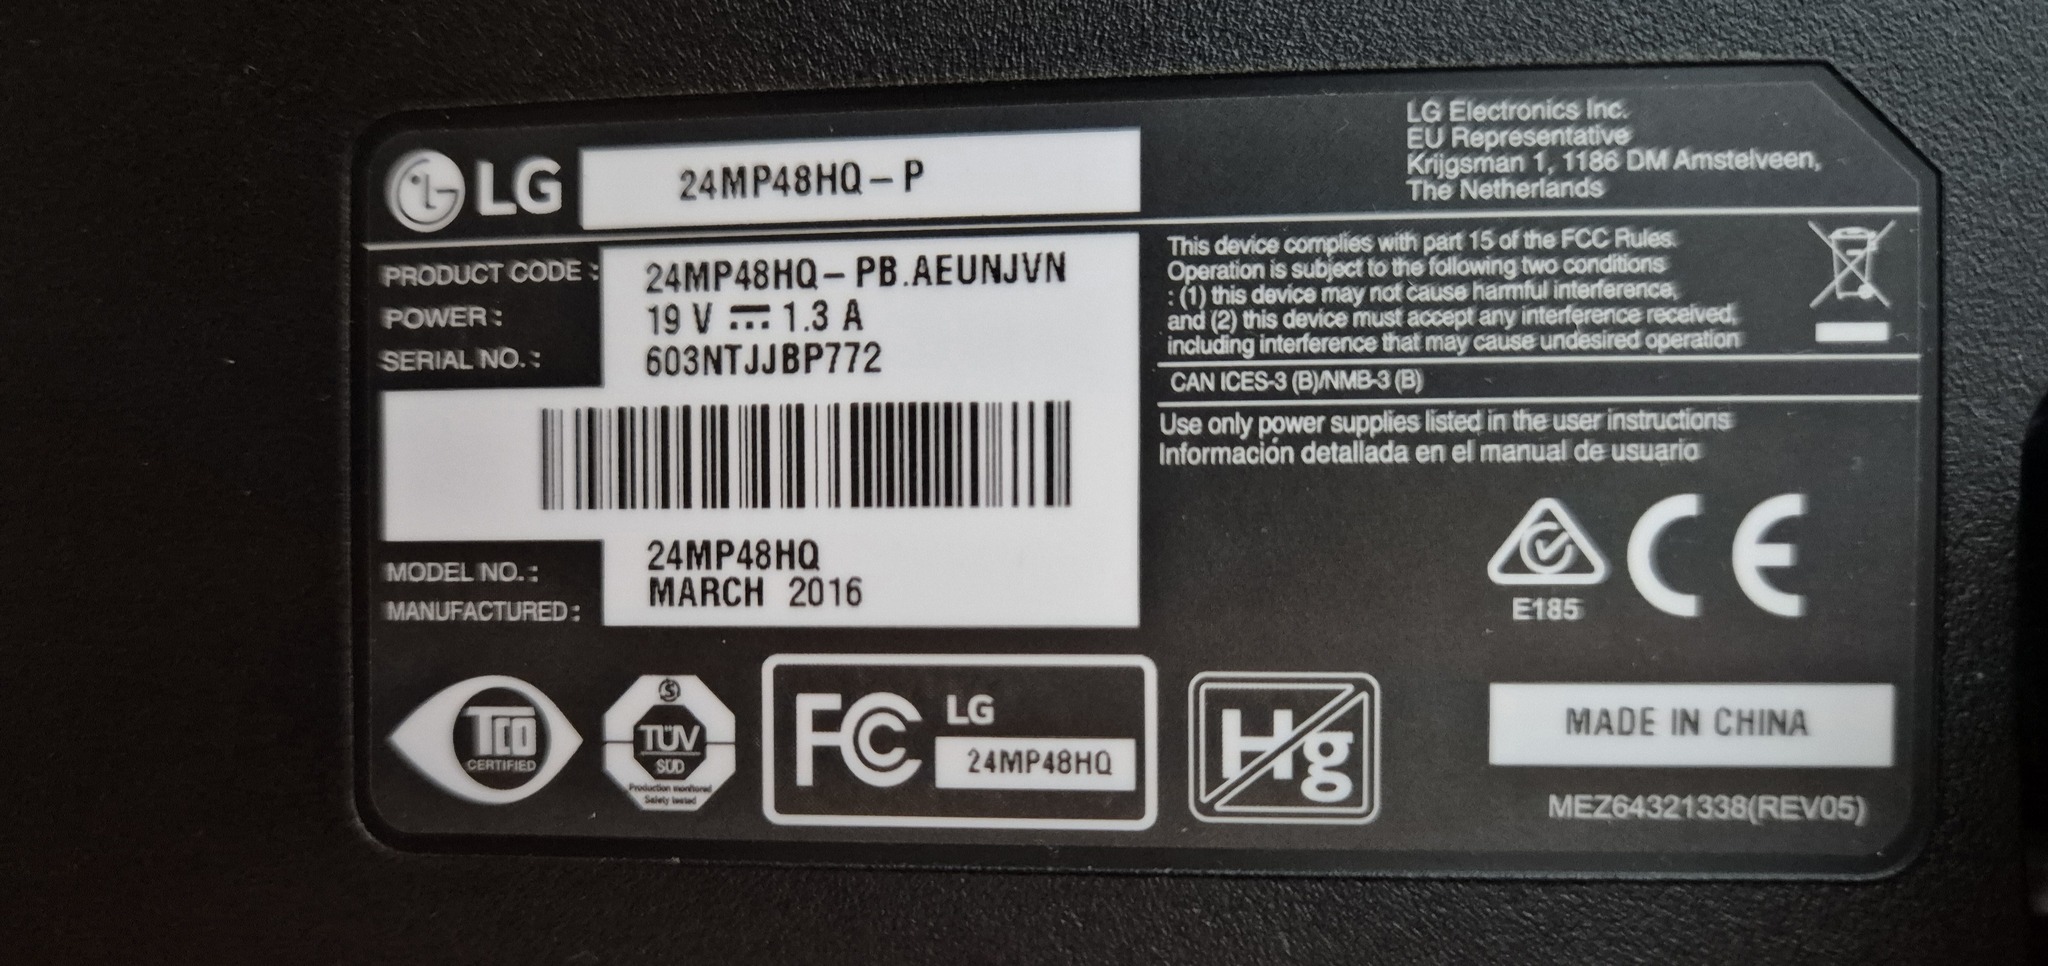 LG 24MP48HQ-P
LG Electronics Inc.
EU Representative
Krijgsman 1, 1186 DM Amstelveen,
The Netherlands
PRODUCT CODE : 24MP48HQ-PB.AEUNJVN
POWER : 19 V ⎓ 1.3 A
SERIAL NO. : 603NTJJBP772
MODEL NO. : 24MP48HQ
MANUFACTURED : MARCH 2016
This device complies with part 15 of the FCC Rules.
Operation is subject to the following two conditions
: (1) this device may not cause harmful interference,
and (2) this device must accept any interference received,
including interference that may cause undesired operation
CAN ICES-3 (B)/NMB-3 (B)
Use only power supplies listed in the user instructions
Información detallada en el manual de usuario
E185
CE
TCO
CERTIFIED
S
TÜV
SÜD
Production monitored
Safety tested
FC LG
24MP48HQ
Hg
MADE IN CHINA
MEZ64321338(REV05)